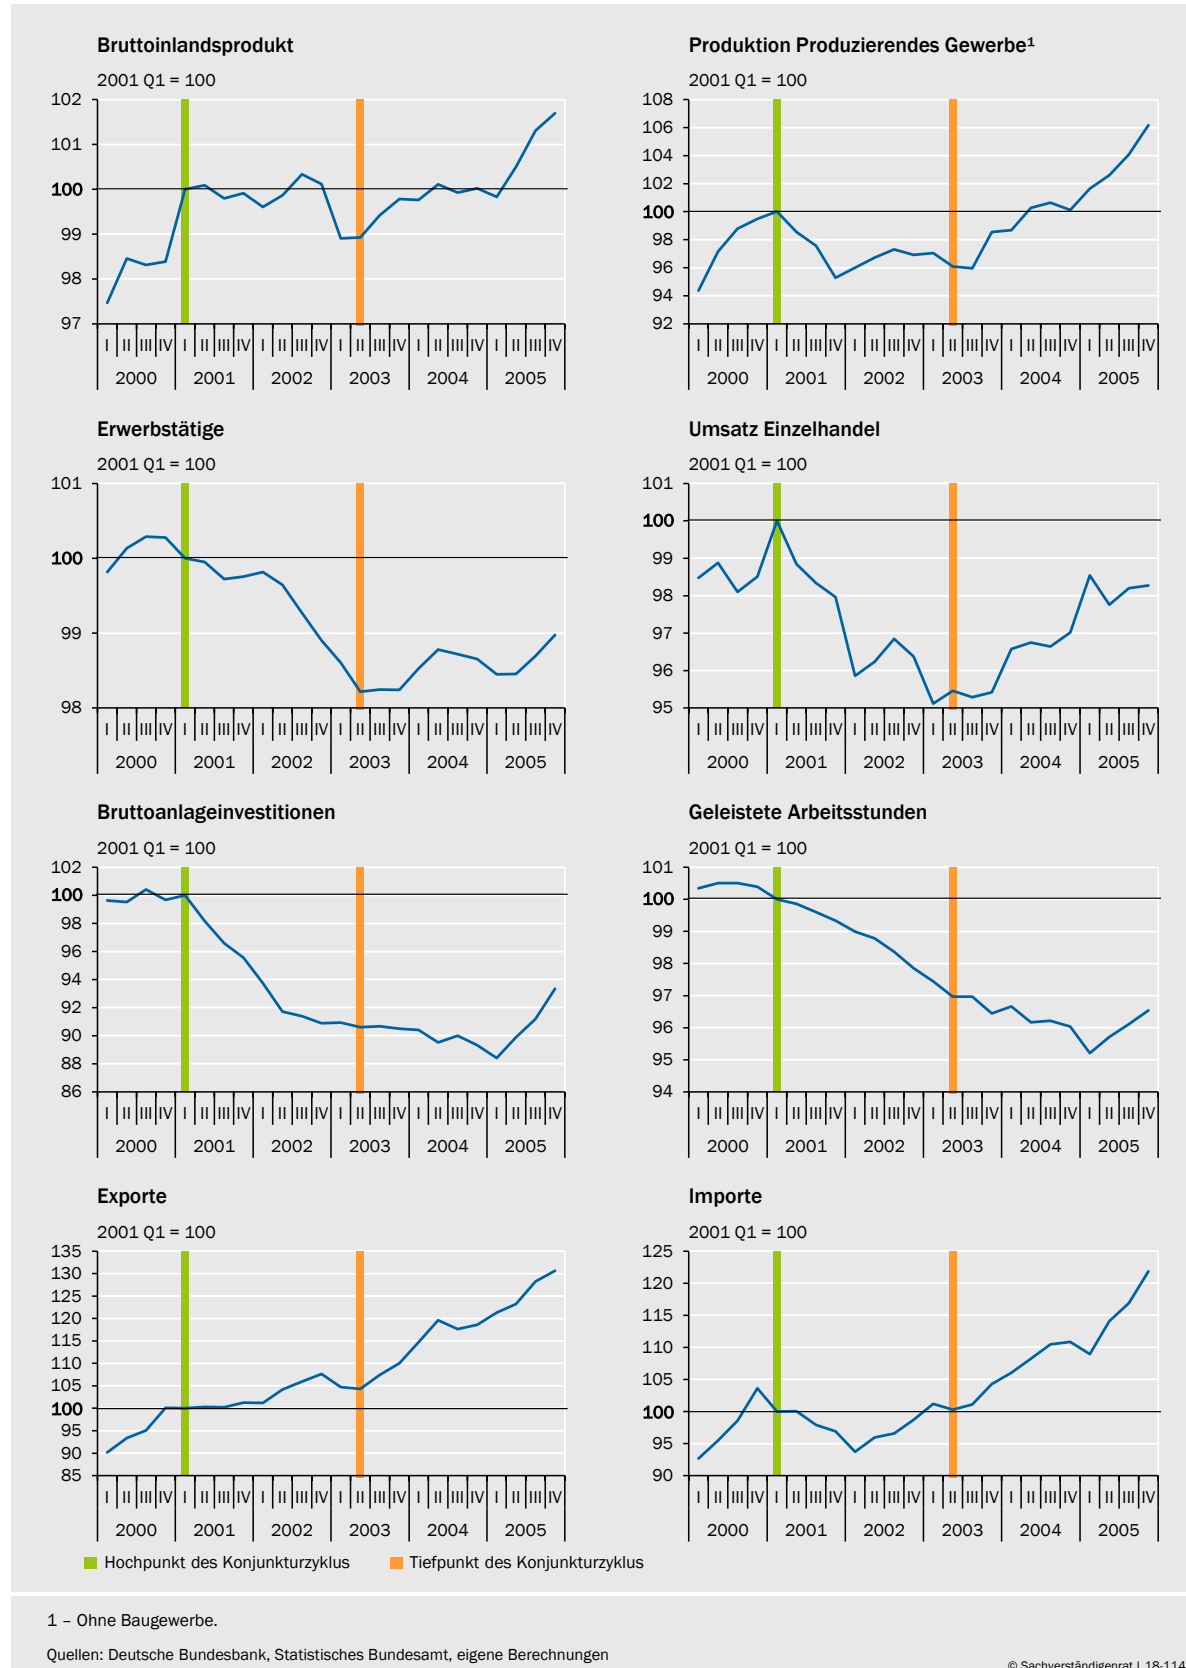 Bruttoinlandsprodukt
2001 Q1 = 100
102
101
100
99
98
97
I II III IV I II III IV I II III IV I II III IV I II III IV I II III IV
2000 2001 2002 2003 2004 2005
Produktion Produzierendes Gewerbe¹
2001 Q1 = 100
108
106
104
102
100
98
96
94
92
I II III IV I II III IV I II III IV I II III IV I II III IV I II III IV
2000 2001 2002 2003 2004 2005
Erwerbstätige
2001 Q1 = 100
101
100
99
98
I II III IV I II III IV I II III IV I II III IV I II III IV I II III IV
2000 2001 2002 2003 2004 2005
Umsatz Einzelhandel
2001 Q1 = 100
101
100
99
98
97
96
95
I II III IV I II III IV I II III IV I II III IV I II III IV I II III IV
2000 2001 2002 2003 2004 2005
Bruttoanlageinvestitionen
2001 Q1 = 100
102
100
98
96
94
92
90
88
86
I II III IV I II III IV I II III IV I II III IV I II III IV I II III IV
2000 2001 2002 2003 2004 2005
Geleistete Arbeitsstunden
2001 Q1 = 100
101
100
99
98
97
96
95
94
I II III IV I II III IV I II III IV I II III IV I II III IV I II III IV
2000 2001 2002 2003 2004 2005
Exporte
2001 Q1 = 100
135
130
125
120
115
110
105
100
95
90
85
I II III IV I II III IV I II III IV I II III IV I II III IV I II III IV
2000 2001 2002 2003 2004 2005
Importe
2001 Q1 = 100
125
120
115
110
105
100
95
90
I II III IV I II III IV I II III IV I II III IV I II III IV I II III IV
2000 2001 2002 2003 2004 2005
Hochpunkt des Konjunkturzyklus Tiefpunkt des Konjunkturzyklus
1 – Ohne Baugewerbe.
Quellen: Deutsche Bundesbank, Statistisches Bundesamt, eigene Berechnungen
© Sachverständigenrat | 18-114